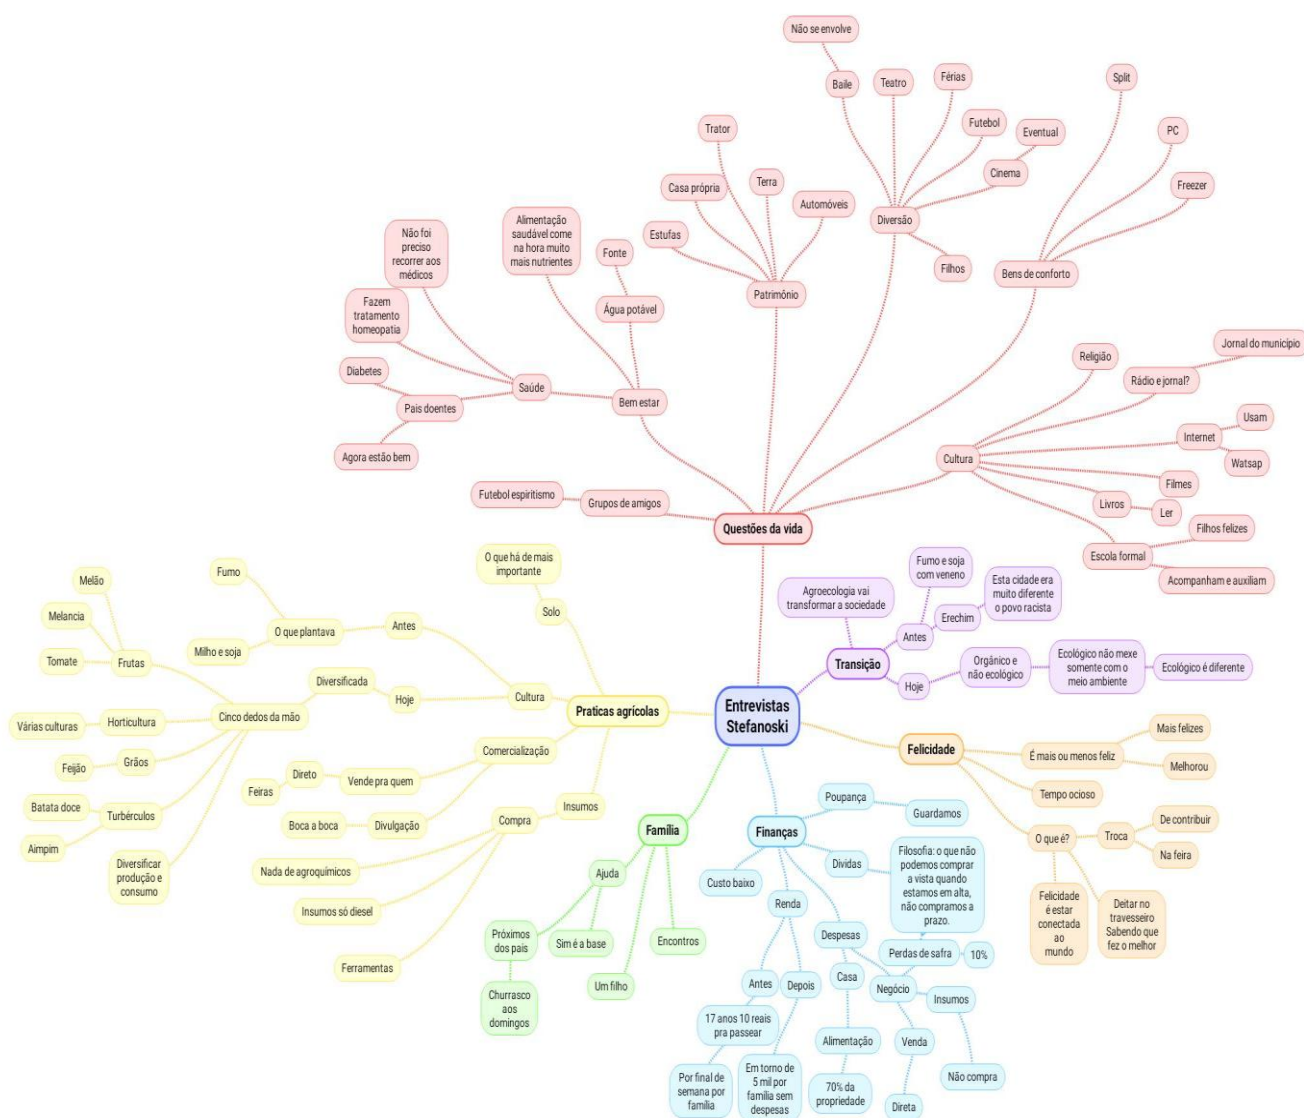 Não se envolve
Baile
Teatro
Férias
Futebol
Eventual
Cinema
Diversão
Filhos
Split
PC
Freezer
Bens de conforto
Trator
Casa própria
Terra
Automóveis
Estufas
Patrimônio
Não foi
preciso
recorrer aos
médicos
Alimentação
saudável come
na hora muito
mais nutrientes
Fonte
Água potável
Fazem
tratamento
homeopatia
Diabetes
Saúde
Pais doentes
Agora estão bem
Bem estar
Futebol espiritismo
Grupos de amigos
Questões da vida
Religião
Jornal do município
Rádio e jornal?
Cultura
Internet
Usam
Watsap
Filmes
Livros
Ler
Escola formal
Filhos felizes
Acompanham e auxiliam
Agroecologia vai
transformar a sociedade
Fumo e soja
com veneno
Antes
Erechim
Esta cidade era
muito diferente
o povo racista
Transição
Hoje
Orgânico e
não ecológico
Ecológico não mexe
somente com o
meio ambiente
Ecológico é diferente
Entrevistas
Stefanoski
Felicidade
É mais ou menos feliz
Mais felizes
Melhorou
Tempo ocioso
O que é?
Troca
De contribuir
Na feira
Felicidade
é estar
conectada
ao
mundo
Deitar no
travesseiro
Sabendo que
fez o melhor
O que há de mais
importante
Solo
Praticas agrícolas
Cultura
Antes
O que plantava
Fumo
Milho e soja
Hoje
Diversificada
Cinco dedos da mão
Frutas
Melão
Melancia
Tomate
Horticultura
Várias culturas
Grãos
Feijão
Turbérculos
Batata doce
Aimpim
Diversificar
produção e
consumo
Comercialização
Vende pra quem
Direto
Feiras
Divulgação
Boca a boca
Insumos
Compra
Nada de agroquímicos
Insumos só diesel
Ferramentas
Família
Ajuda
Próximos
dos pais
Churrasco
aos
domingos
Sim é a base
Um filho
Encontros
Finanças
Poupança
Guardamos
Dividas
Filosofia: o que não
podemos comprar
a vista quando
estamos em alta,
não compramos a
prazo.
Custo baixo
Renda
Antes
17 anos 10 reais
pra passear
Por final de
semana por
família
Depois
Em torno de
5 mil por
família sem
despesas
Despesas
Casa
Alimentação
70% da
propriedade
Negócio
Perdas de safra
10%
Insumos
Não compra
Venda
Direta